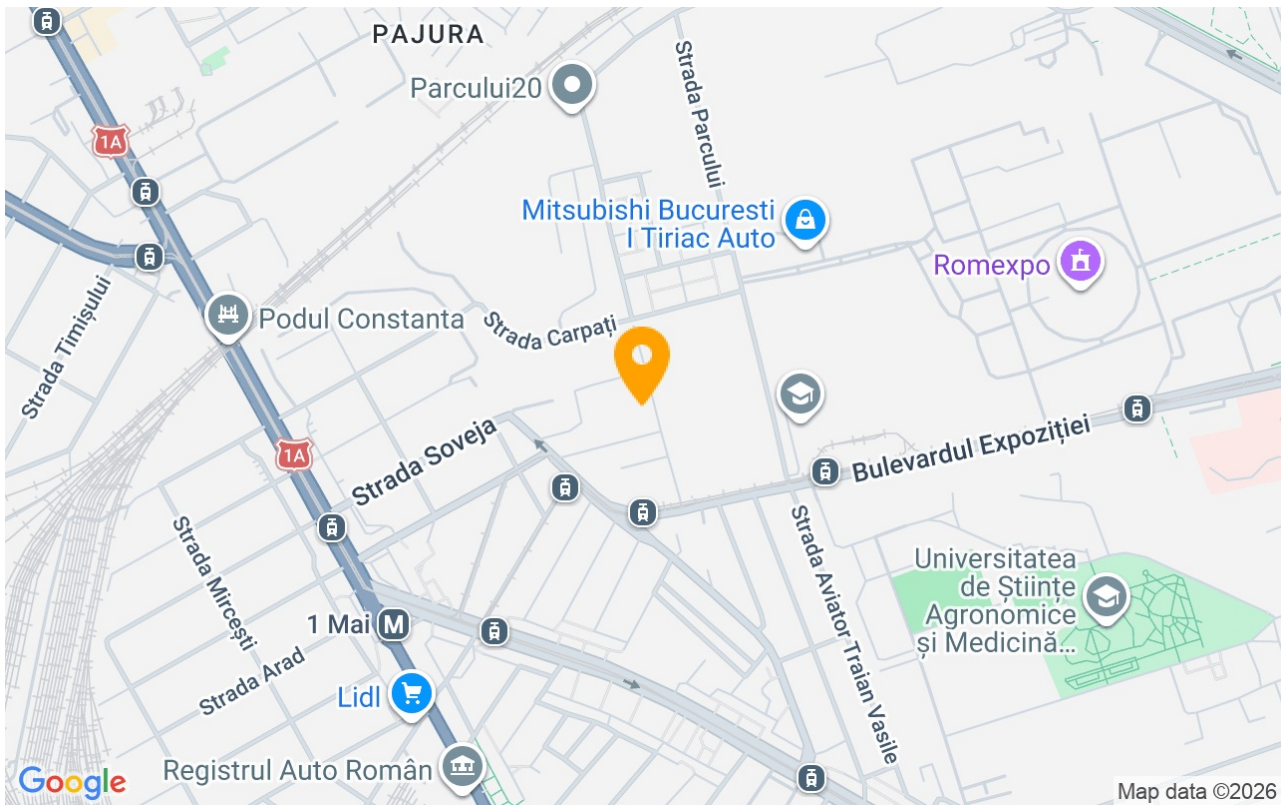 PAJURA
Parcului20
Strada Parcului
1A
Mitsubishi Bucuresti
| Tiriac Auto
Romexpo
Strada Timișului
Podul Constanta
Strada Carpați
1A
Strada Soveja
Bulevardul Expoziției
Strada Mircești
Strada Aviator Traian Vasile
Universitatea
de Științe
Agronomice
și Medicină...
1 Mai M
Strada Arad
Lidl
Registrul Auto Român
Google
Map data ©2026